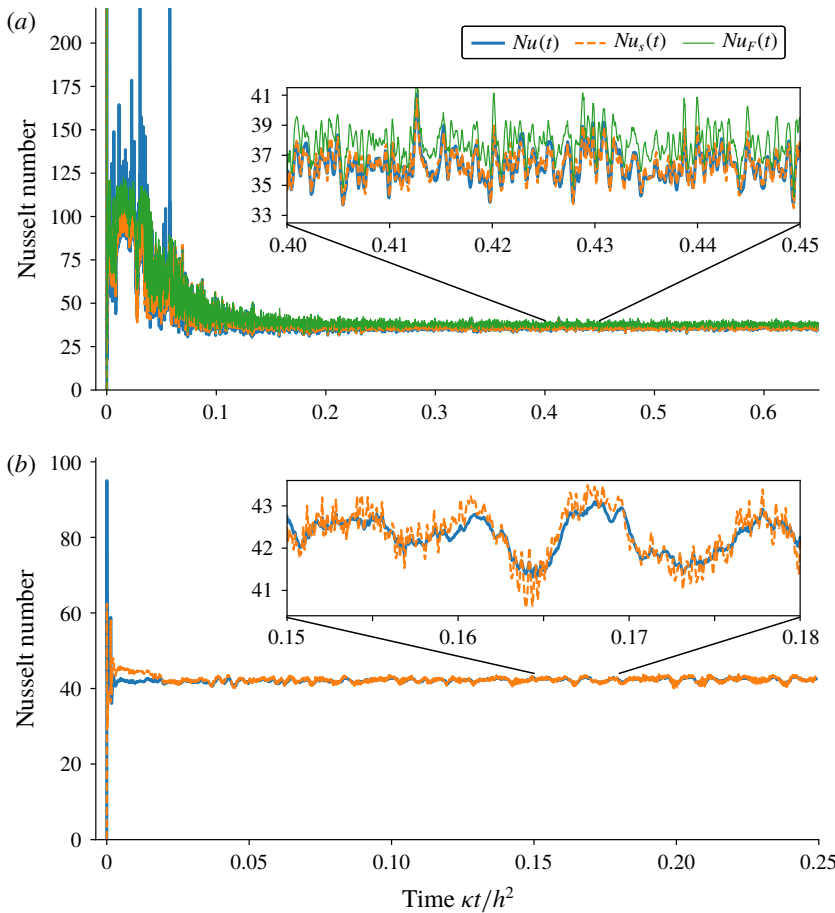 (a)
220
200
175
150
125
100
75
50
25
0
Nusselt number
Nu(t) Nu_s(t) Nu_F(t)
41
39
37
35
33
0.40 0.41 0.42 0.43 0.44 0.45
0 0.1 0.2 0.3 0.4 0.5 0.6
(b)
100
80
60
40
20
0
Nusselt number
43
42
41
0.15 0.16 0.17 0.18
0 0.05 0.10 0.15 0.20 0.25
Time κt/h²